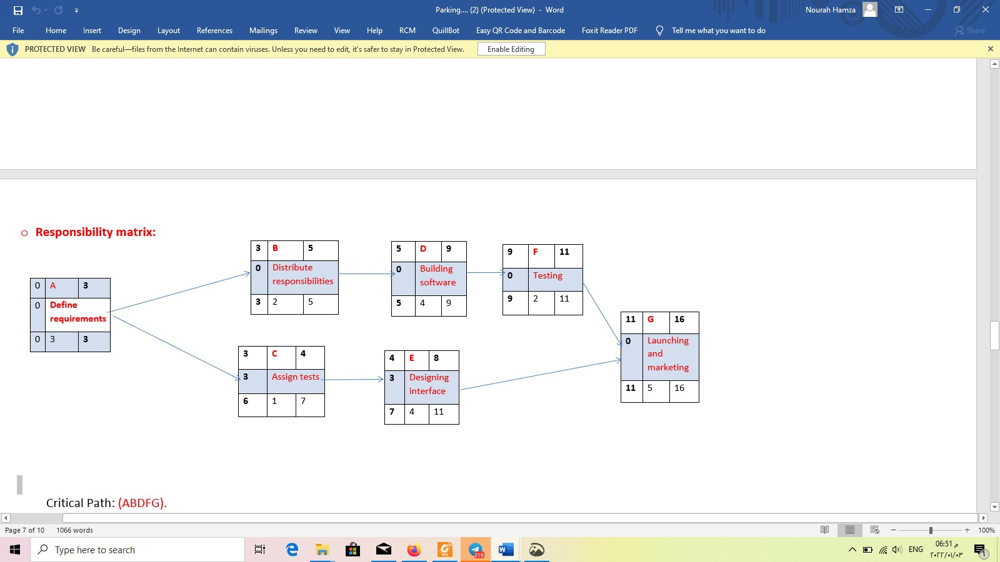 Parking.... (2) (Protected View) - Word
Nourah Hamza
File Home Insert Design Layout References Mailings Review View Help RCM QuillBot Easy QR Code and Barcode Foxit Reader PDF Tell me what you want to do Share
PROTECTED VIEW Be careful—files from the Internet can contain viruses. Unless you need to edit, it's safer to stay in Protected View. Enable Editing
o Responsibility matrix:
0 A 3
0 Define
requirements
0 3 3
3 B 5
0 Distribute
responsibilities
3 2 5
5 D 9
0 Building
software
5 4 9
9 F 11
0 Testing
9 2 11
3 C 4
3 Assign tests
6 1 7
4 E 8
3 Designing
interface
7 4 11
11 G 16
0 Launching
and
marketing
11 5 16
Critical Path: (ABDFG).
Page 7 of 10 1066 words
100%
Type here to search
PDF
219
ENG
06:51 م
٢٠٢٢/٠١/٠٣
1